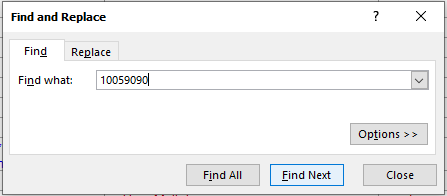 Find and Replace
?
Find
Replace
Find what:
10059090
Options >>
Find All
Find Next
Close